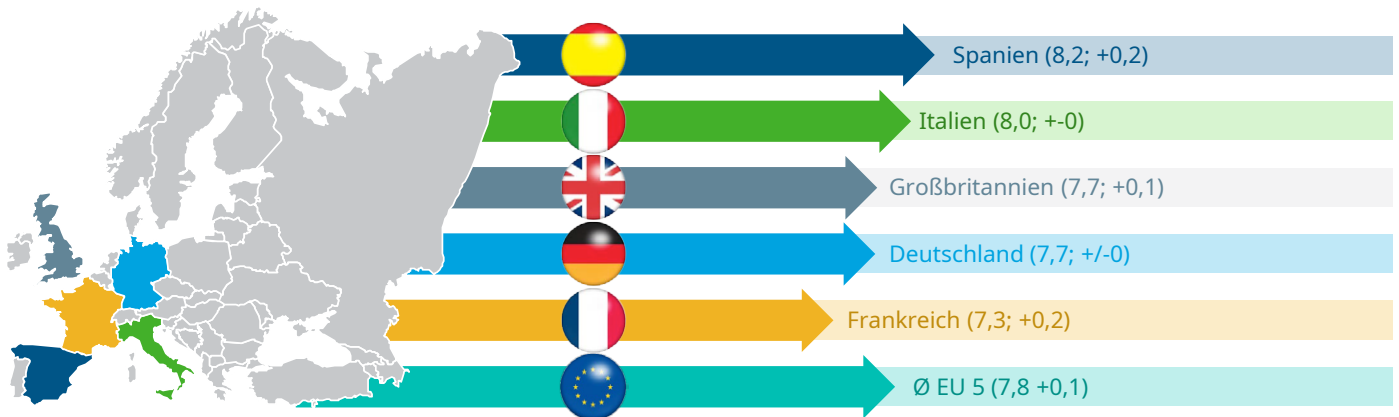 Spanien (8,2; +0,2)
Italien (8,0; +-0)
Großbritannien (7,7; +0,1)
Deutschland (7,7; +/-0)
Frankreich (7,3; +0,2)
Ø EU 5 (7,8 +0,1)